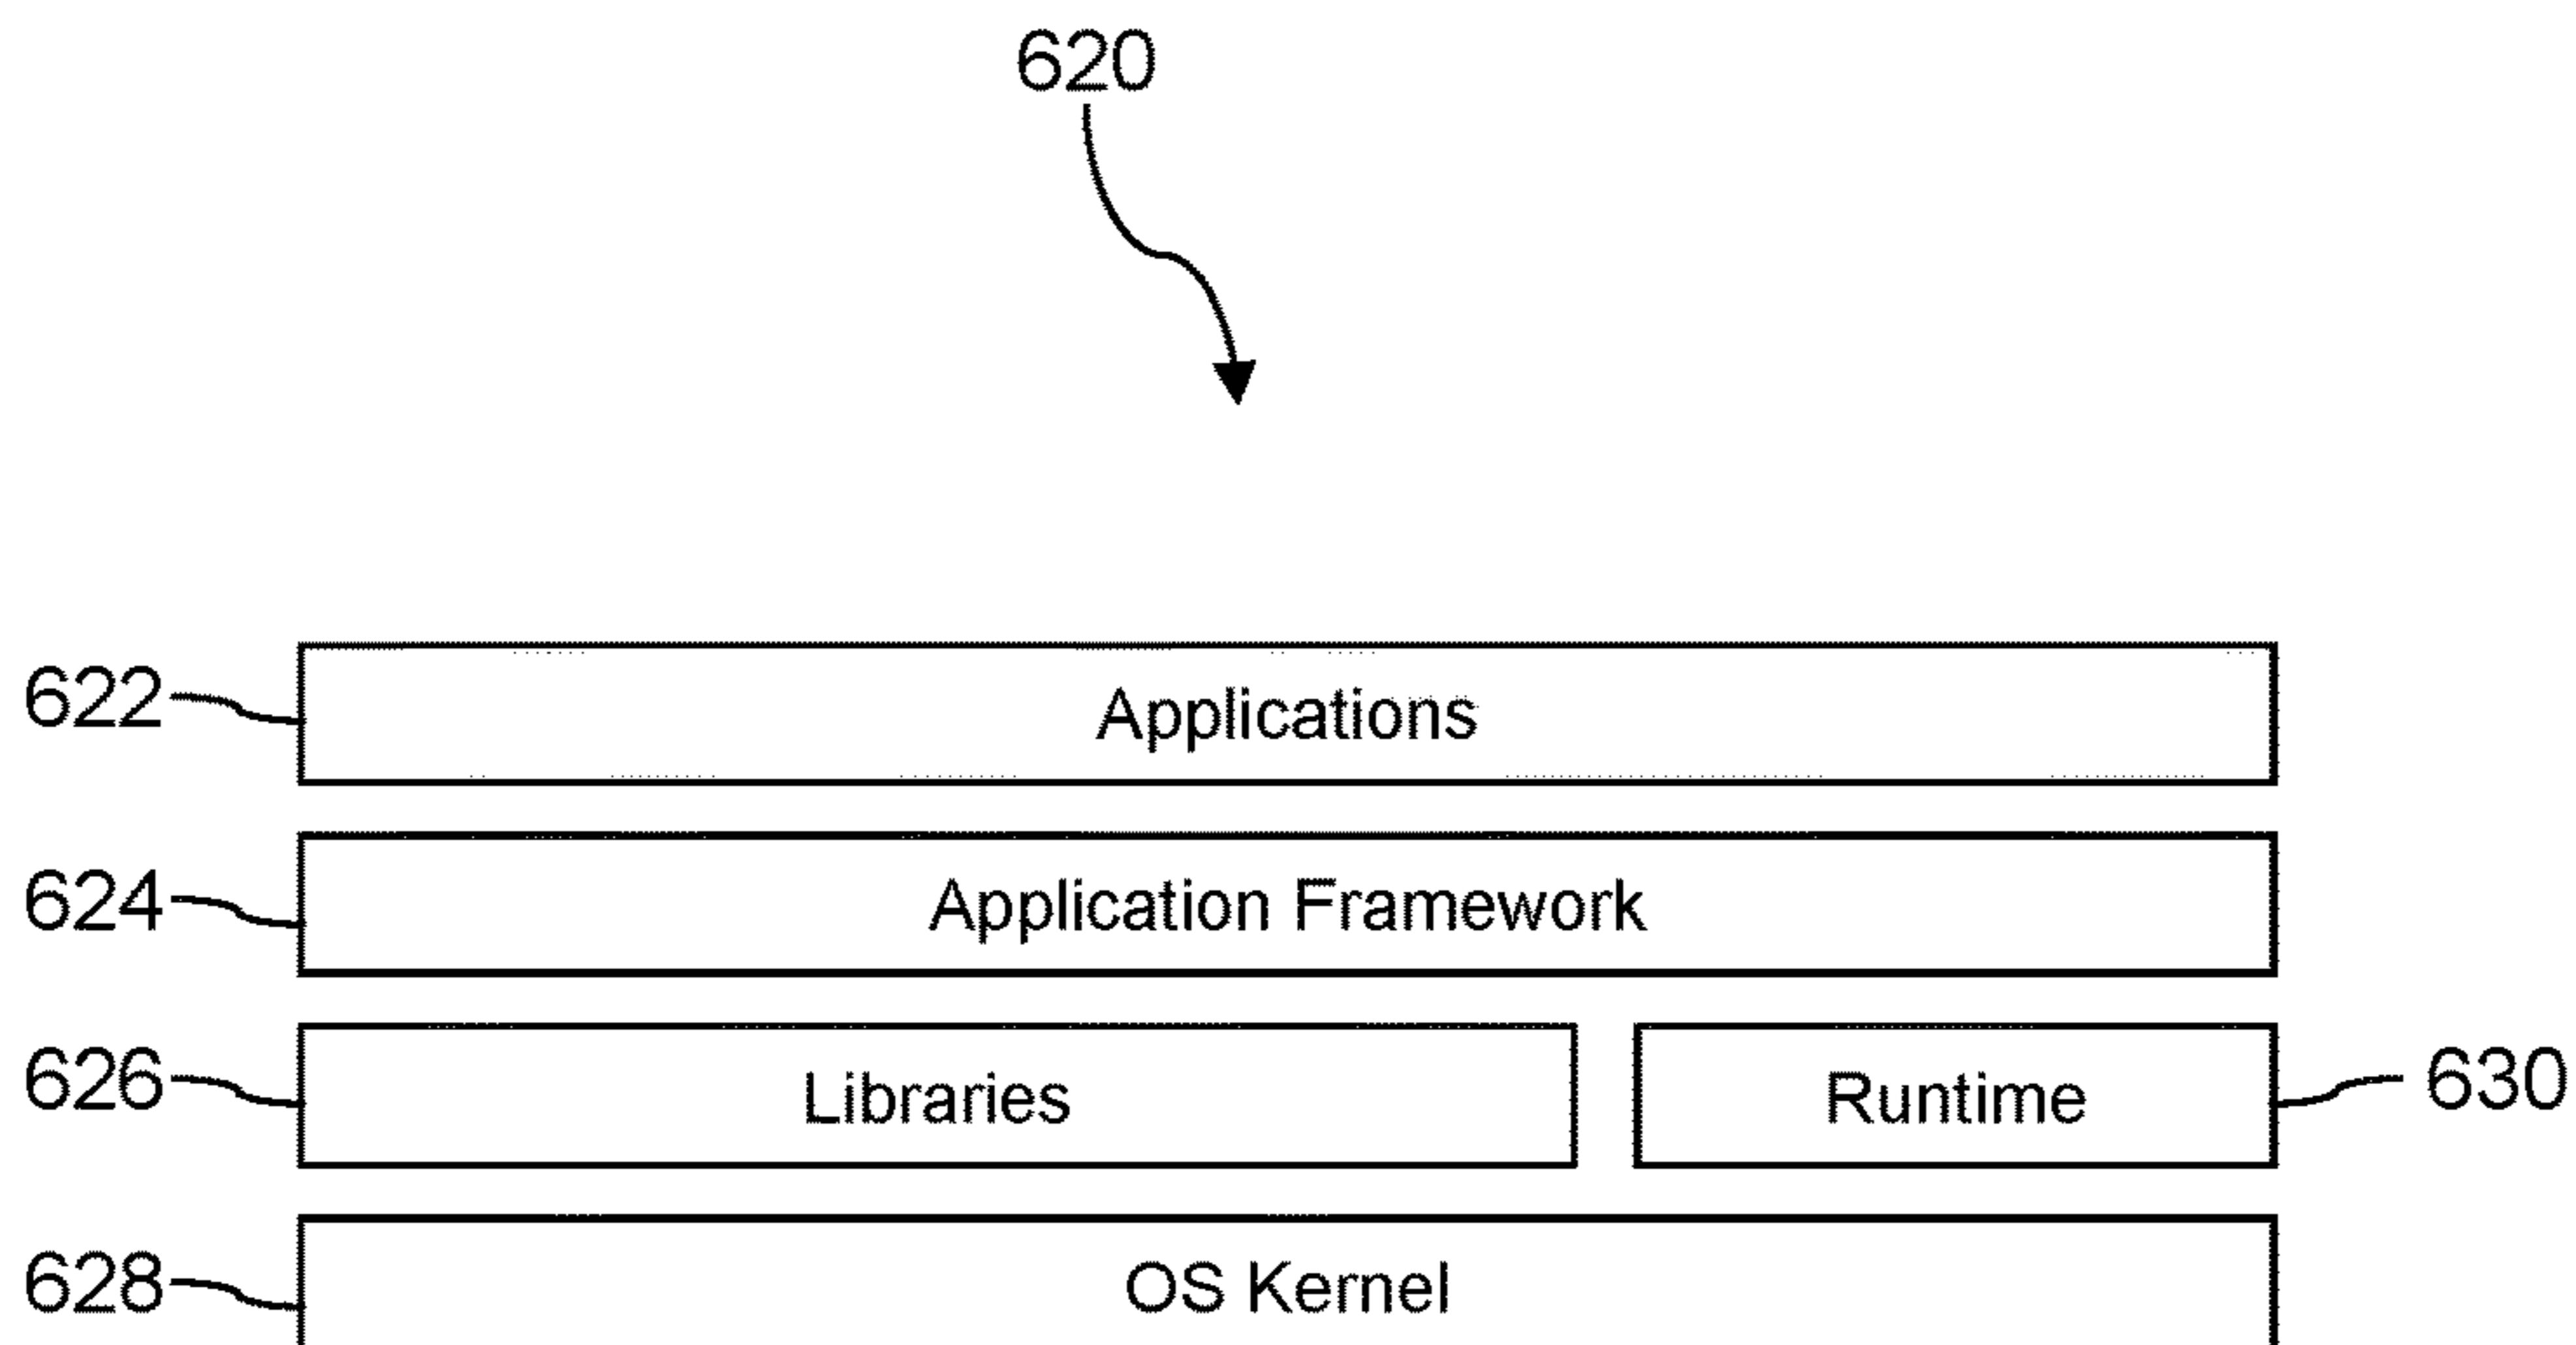 620
622 Applications
624 Application Framework
626 Libraries Runtime 630
628 OS Kernel